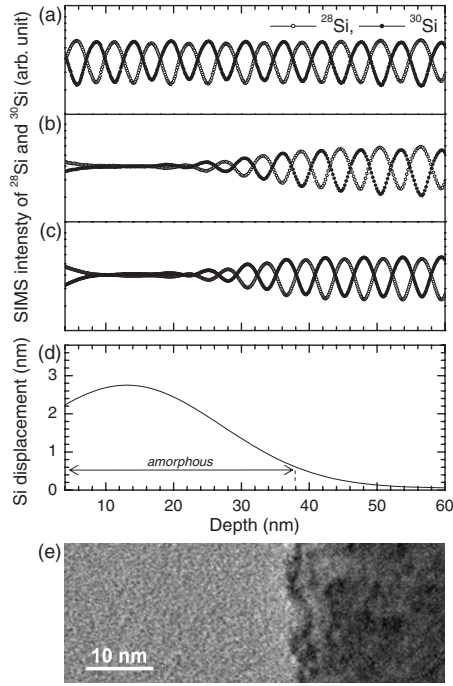 (a)
²⁸Si, ³⁰Si
(b)
(c)
SIMS intensty of ²⁸Si and ³⁰Si (arb. unit)
(d)
Si displacement (nm)
3
2
1
0
amorphous
10 20 30 40 50 60
Depth (nm)
(e)
10 nm